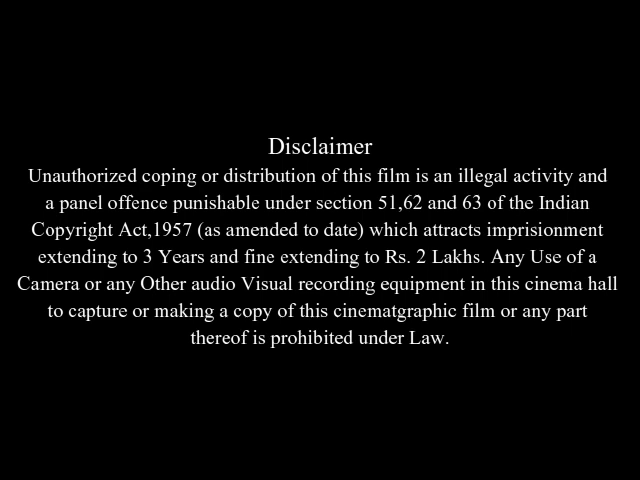 Disclaimer
Unauthorized coping or distribution of this film is an illegal activity and
a panel offence punishable under section 51,62 and 63 of the Indian
Copyright Act,1957 (as amended to date) which attracts imprisionment
extending to 3 Years and fine extending to Rs. 2 Lakhs. Any Use of a
Camera or any Other audio Visual recording equipment in this cinema hall
to capture or making a copy of this cinematgraphic film or any part
thereof is prohibited under Law.